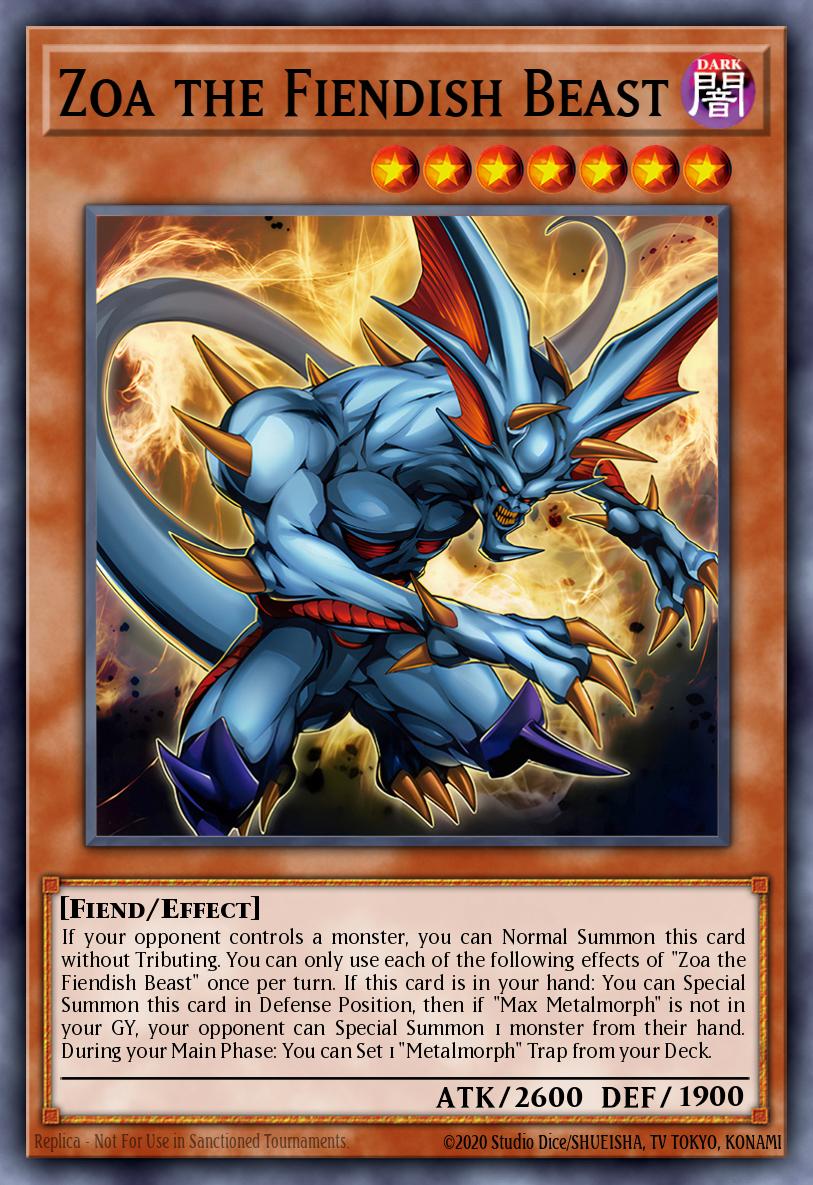 Zoa the Fiendish Beast
DARK
闇
[Fiend/Effect]
If your opponent controls a monster, you can Normal Summon this card
without Tributing. You can only use each of the following effects of "Zoa the
Fiendish Beast" once per turn. If this card is in your hand: You can Special
Summon this card in Defense Position, then if "Max Metalmorph" is not in
your GY, your opponent can Special Summon 1 monster from their hand.
During your Main Phase: You can Set 1 "Metalmorph" Trap from your Deck.
ATK/2600 DEF/1900
Replica - Not For Use in Sanctioned Tournaments.
©2020 Studio Dice/SHUEISHA, TV TOKYO, KONAMI